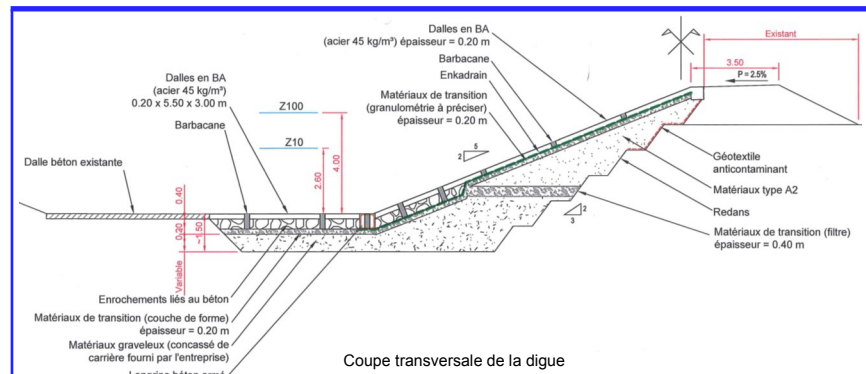 Dalles en BA
(acier 45 kg/m³) épaisseur = 0.20 m
Existant
Barbacane
3.50
Enkadrain
P = 2.5%
Dalles en BA
(acier 45 kg/m³)
0.20 x 5.50 x 3.00 m
Matériaux de transition
(granulométrie à préciser)
épaisseur = 0.20 m
Z100
Barbacane
Z10
4.00
2.60
5
2
Dalle béton existante
Géotextile
anticontaminant
Matériaux type A2
0.40
Redans
0.20
~1.50
2
3
Matériaux de transition (filtre)
épaisseur = 0.40 m
Variable
Enrochements liés au béton
Matériaux de transition (couche de forme)
épaisseur = 0.20 m
Matériaux graveleux (concassé de
carrière fourni par l'entreprise)
Coupe transversale de la digue